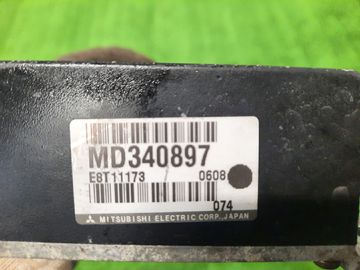 MD340897
E8T11173 0608
074
MITSUBISHI ELECTRIC CORP., JAPAN